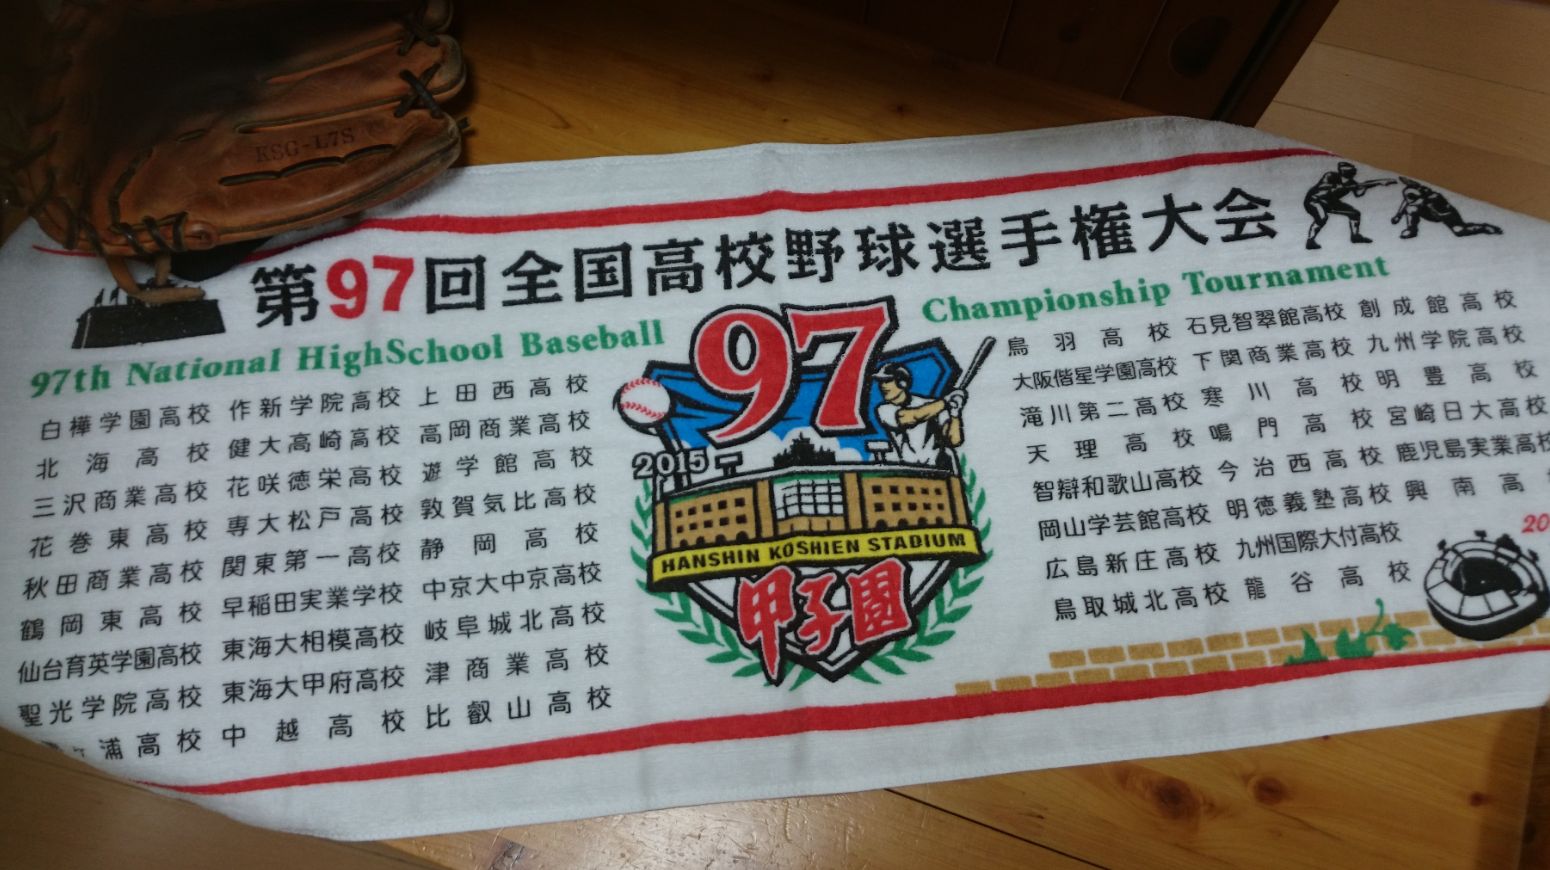 KSG-L7S
第97回全国高校野球選手権大会
97th National HighSchool Baseball Championship Tournament
白樺学園高校 作新学院高校 上田西高校
北海高校 健大高崎高校 高岡商業高校
三沢商業高校 花咲徳栄高校 遊学館高校
花巻東高校 専大松戸高校 敦賀気比高校
秋田商業高校 関東第一高校 静岡高校
鶴岡東高校 早稲田実業学校 中京大中京高校
仙台育英学園高校 東海大相模高校 岐阜城北高校
聖光学院高校 東海大甲府高校 津商業高校
ヶ浦高校 中越高校 比叡山高校
97
2015
HANSHIN KOSHIEN STADIUM
甲子園
鳥羽高校 石見智翠館高校 創成館高校
大阪偕星学園高校 下関商業高校 九州学院高校
滝川第二高校 寒川高校 明豊高校
天理高校 鳴門高校 宮崎日大高校
智辯和歌山高校 今治西高校 鹿児島実業高校
岡山学芸館高校 明徳義塾高校 興南高
広島新庄高校 九州国際大付高校
鳥取城北高校 龍谷高校
20